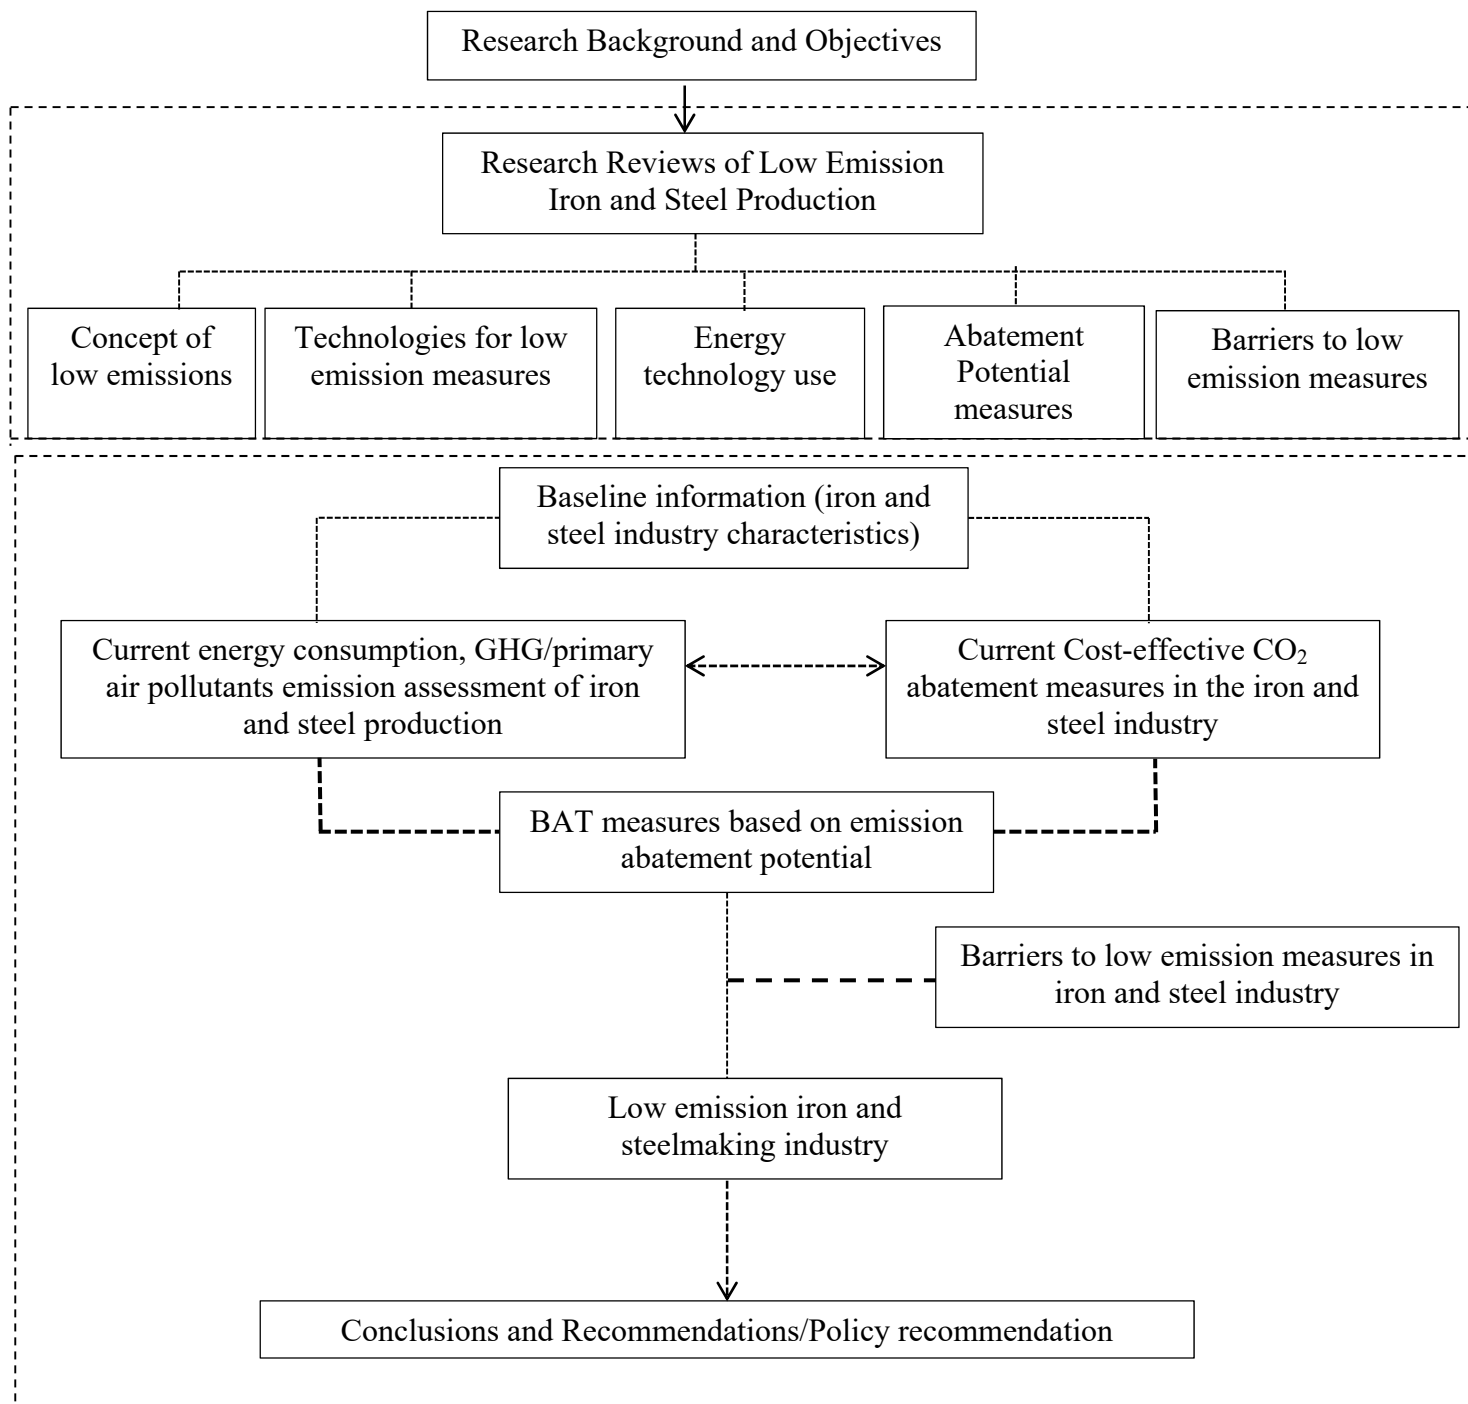 Research Background and Objectives
Research Reviews of Low Emission
Iron and Steel Production
Concept of
low emissions
Technologies for low
emission measures
Energy
technology use
Abatement
Potential
measures
Barriers to low
emission measures
Baseline information (iron and
steel industry characteristics)
Current energy consumption, GHG/primary
air pollutants emission assessment of iron
and steel production
Current Cost-effective CO₂
abatement measures in the iron and
steel industry
BAT measures based on emission
abatement potential
Barriers to low emission measures in
iron and steel industry
Low emission iron and
steelmaking industry
Conclusions and Recommendations/Policy recommendation